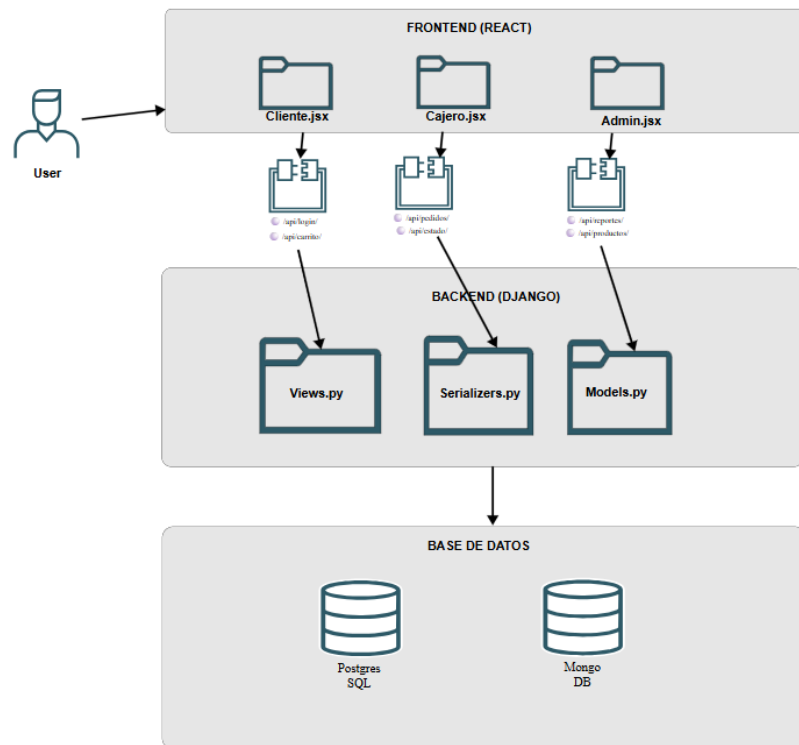 FRONTEND (REACT)
Cliente.jsx
Cajero.jsx
Admin.jsx
User
/api/login/
/api/carrito/
/api/pedidos/
/api/estado/
/api/reportes/
/api/productos/
BACKEND (DJANGO)
Views.py
Serializers.py
Models.py
BASE DE DATOS
Postgres
SQL
Mongo
DB